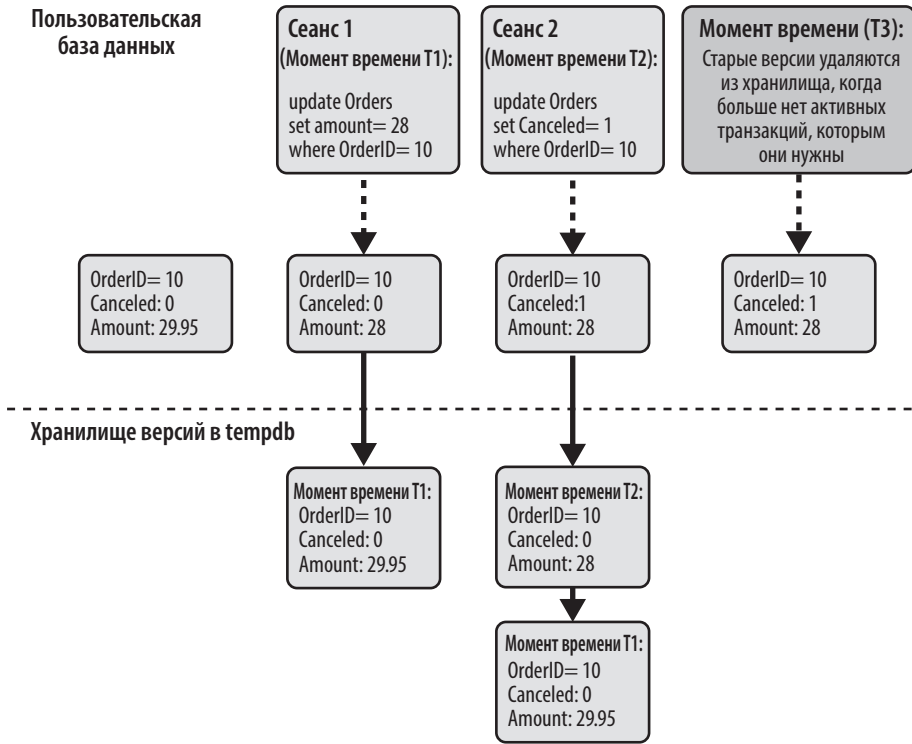 Пользовательская
база данных
Сеанс 1
(Момент времени T1):
update Orders
set amount= 28
where OrderID= 10
Сеанс 2
(Момент времени T2):
update Orders
set Canceled= 1
where OrderID= 10
Момент времени (T3):
Старые версии удаляются
из хранилища, когда
больше нет активных
транзакций, которым
они нужны
OrderID= 10
Canceled: 0
Amount: 29.95
OrderID= 10
Canceled: 0
Amount: 28
OrderID= 10
Canceled:1
Amount: 28
OrderID= 10
Canceled: 1
Amount: 28
Хранилище версий в tempdb
Момент времени T1:
OrderID= 10
Canceled: 0
Amount: 29.95
Момент времени T2:
OrderID= 10
Canceled: 0
Amount: 28
Момент времени T1:
OrderID= 10
Canceled: 0
Amount: 29.95